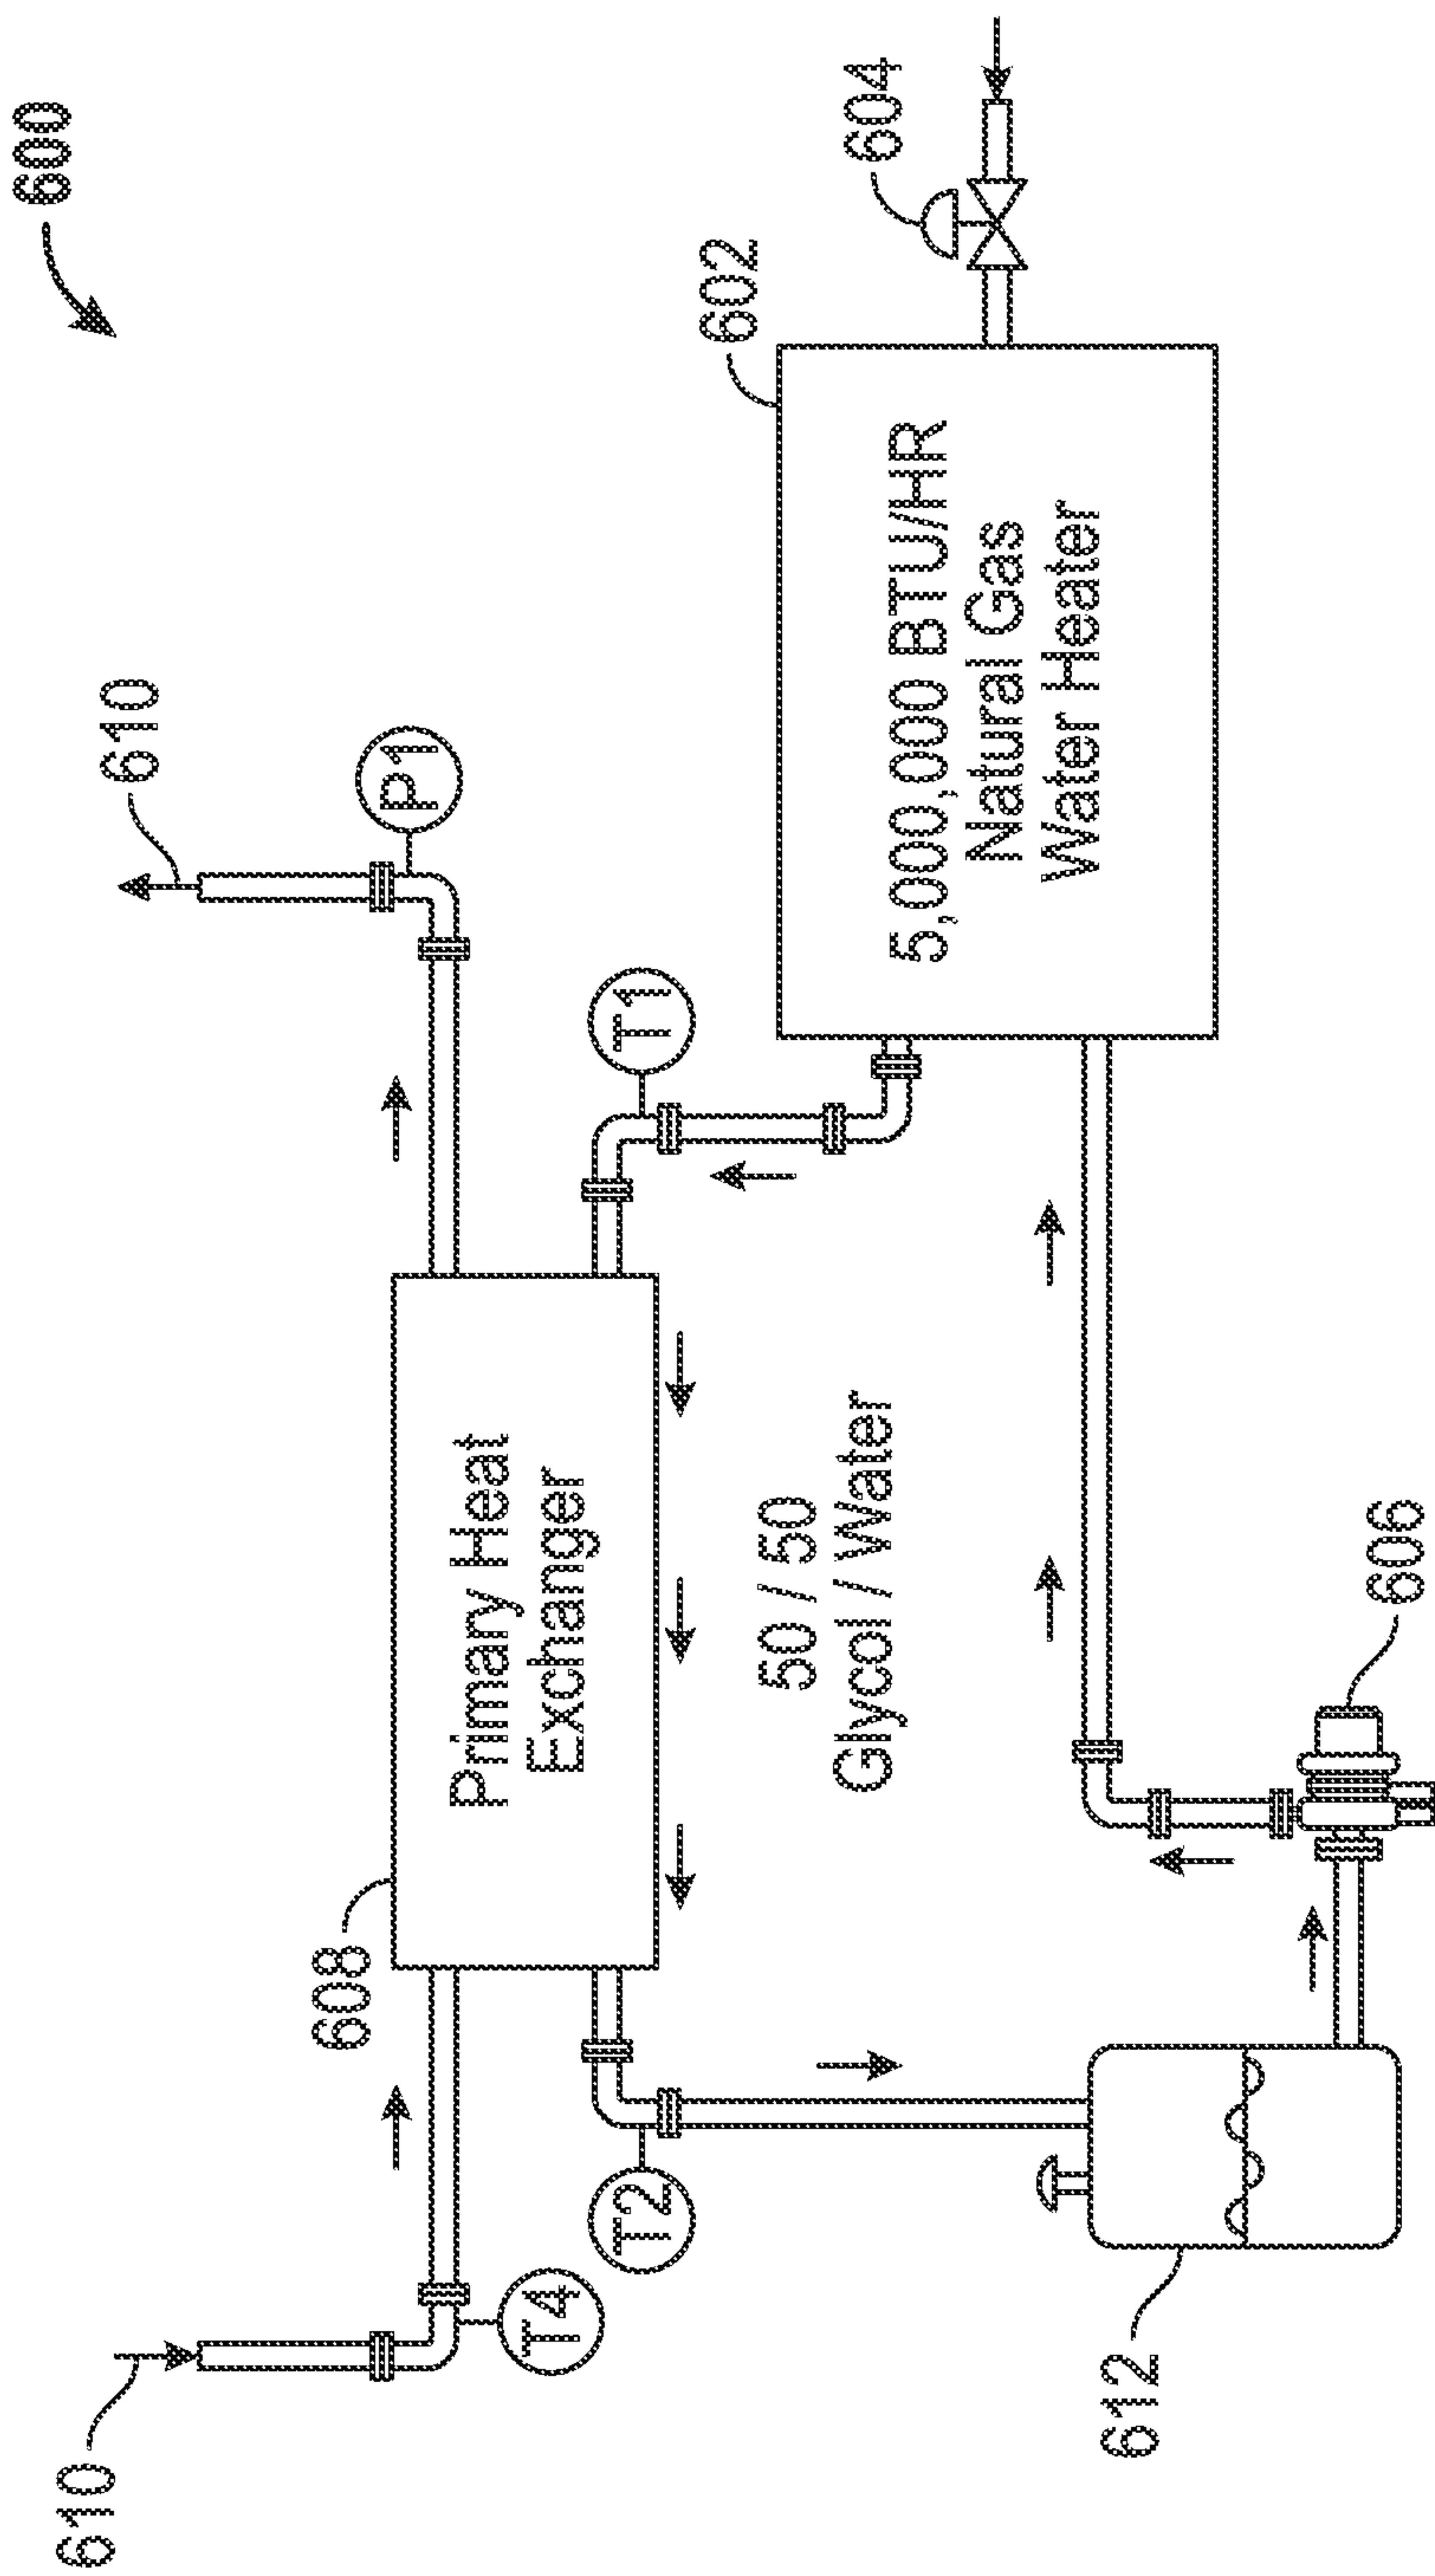 600
610
P1
T1
604
602
5,000,000 BTU/HR
Natural Gas
Water Heater
608
Primary Heat
Exchanger
50 / 50
Glycol / Water
606
610
T4
T2
612